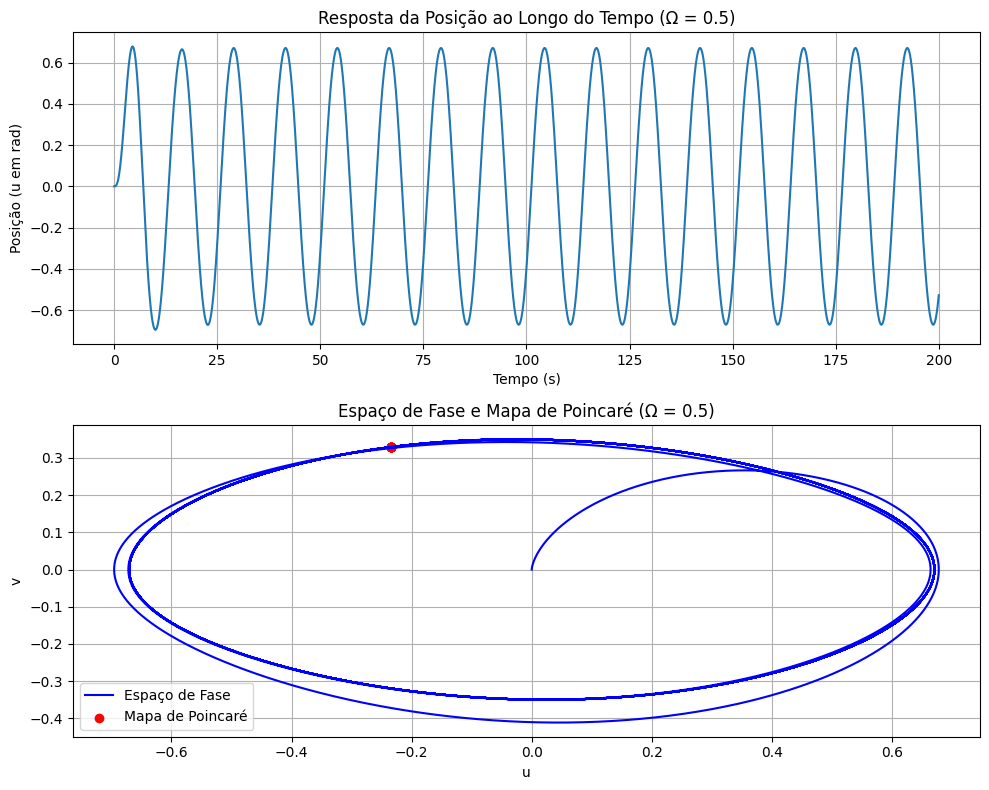 Resposta da Posição ao Longo do Tempo (Ω = 0.5)
Posição (u em rad)
0.6
0.4
0.2
0.0
−0.2
−0.4
−0.6
0 25 50 75 100 125 150 175 200
Tempo (s)
Espaço de Fase e Mapa de Poincaré (Ω = 0.5)
v
0.3
0.2
0.1
0.0
−0.1
−0.2
−0.3
−0.4
Espaço de Fase
Mapa de Poincaré
−0.6 −0.4 −0.2 0.0 0.2 0.4 0.6
u